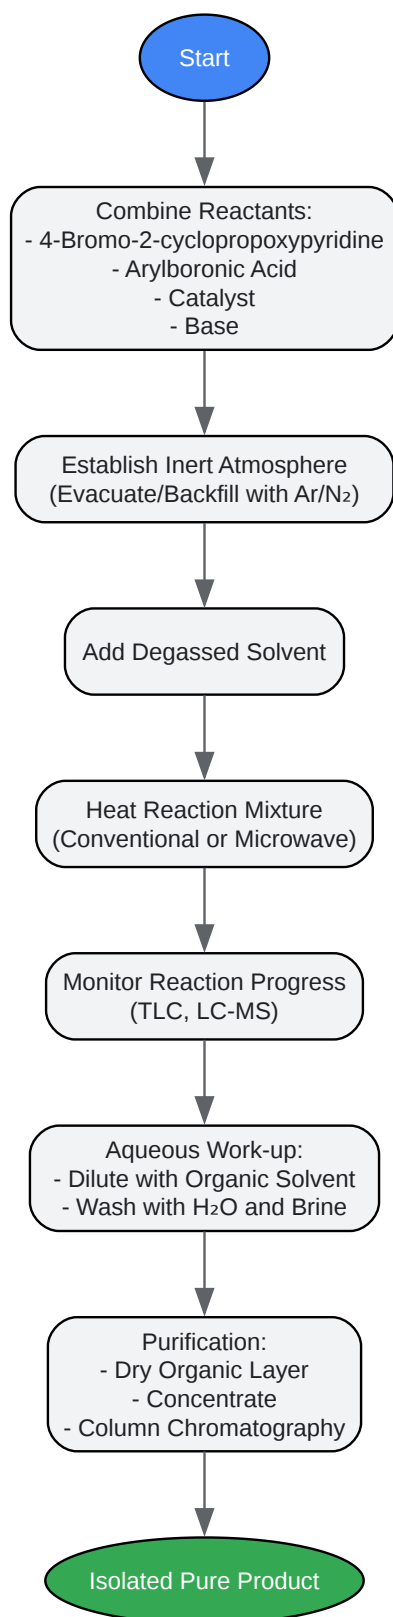 Start
Combine Reactants:
- 4-Bromo-2-cyclopropoxypyridine
- Arylboronic Acid
- Catalyst
- Base
Establish Inert Atmosphere
(Evacuate/Backfill with Ar/N₂)
Add Degassed Solvent
Heat Reaction Mixture
(Conventional or Microwave)
Monitor Reaction Progress
(TLC, LC-MS)
Aqueous Work-up:
- Dilute with Organic Solvent
- Wash with H₂O and Brine
Purification:
- Dry Organic Layer
- Concentrate
- Column Chromatography
Isolated Pure Product